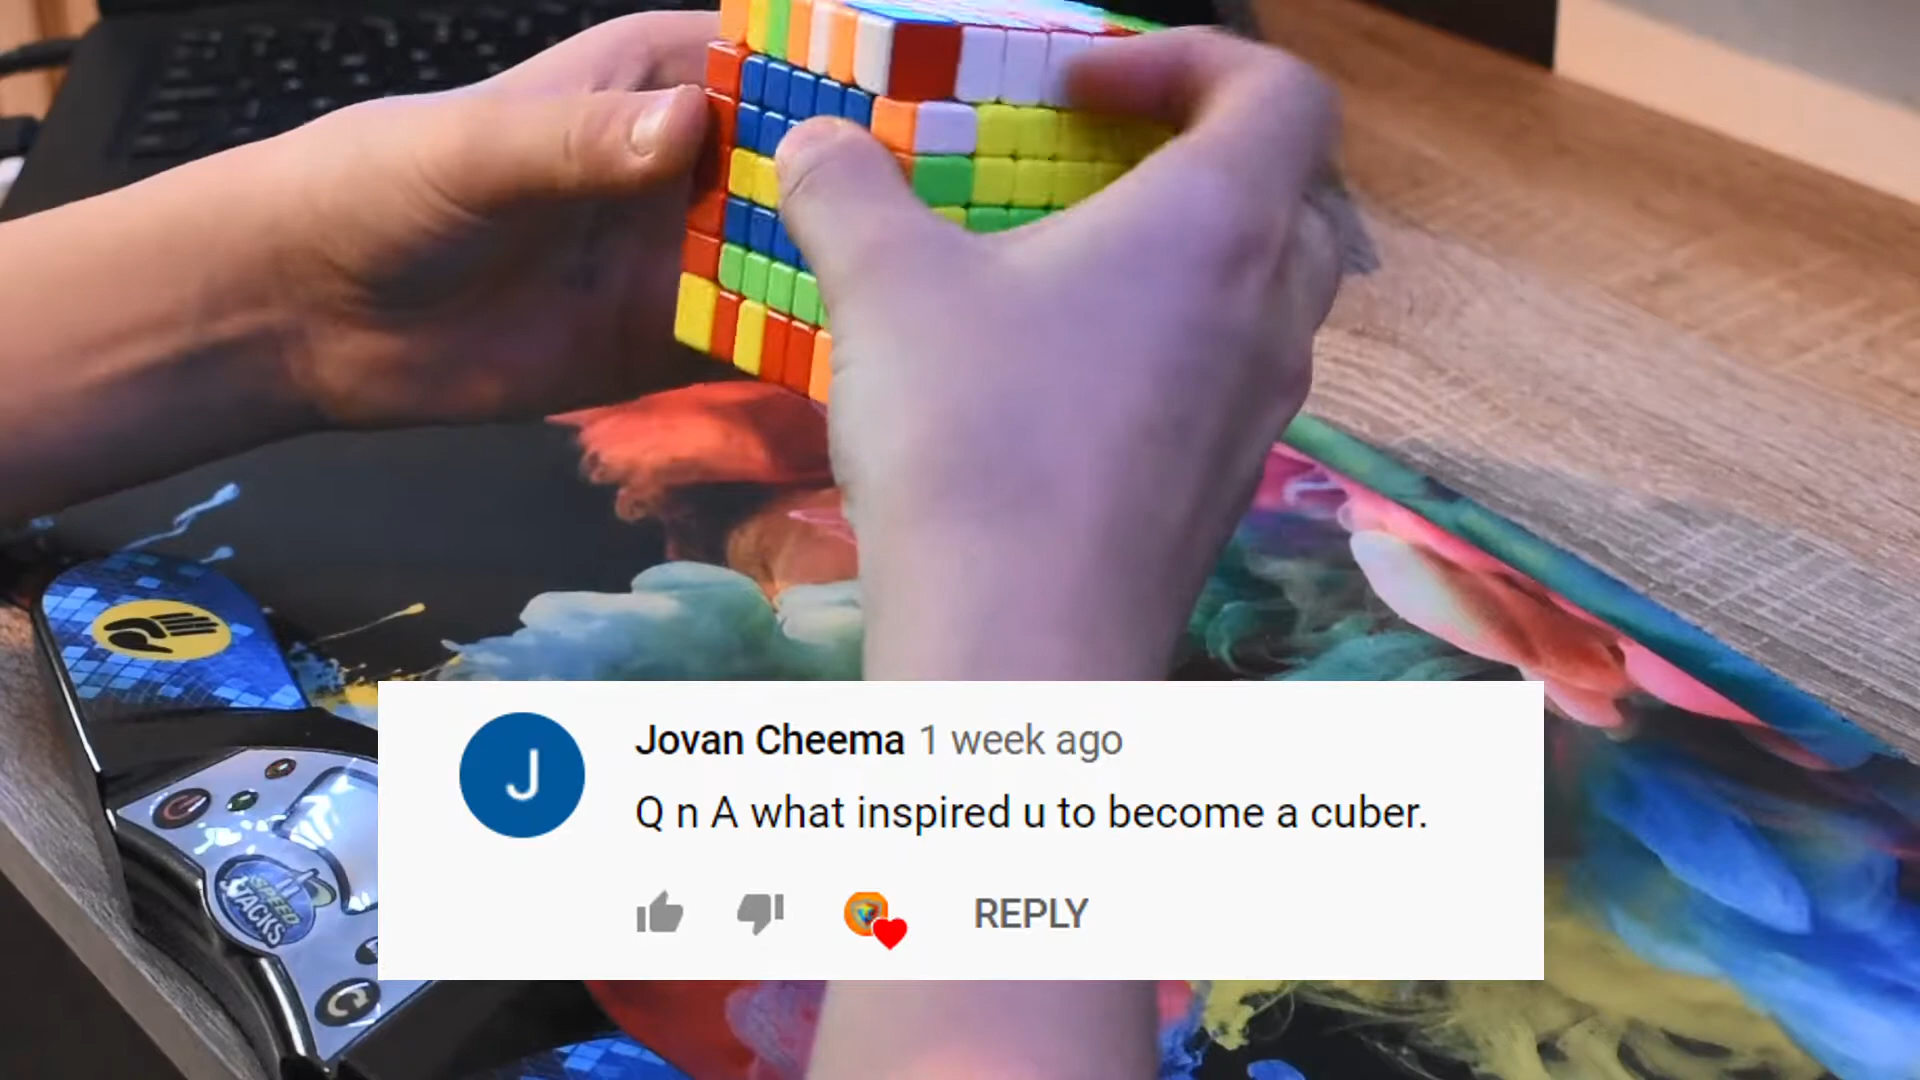 Jovan Cheema 1 week ago
Q n A what inspired u to become a cuber.
REPLY
J
SPEED
STACKS